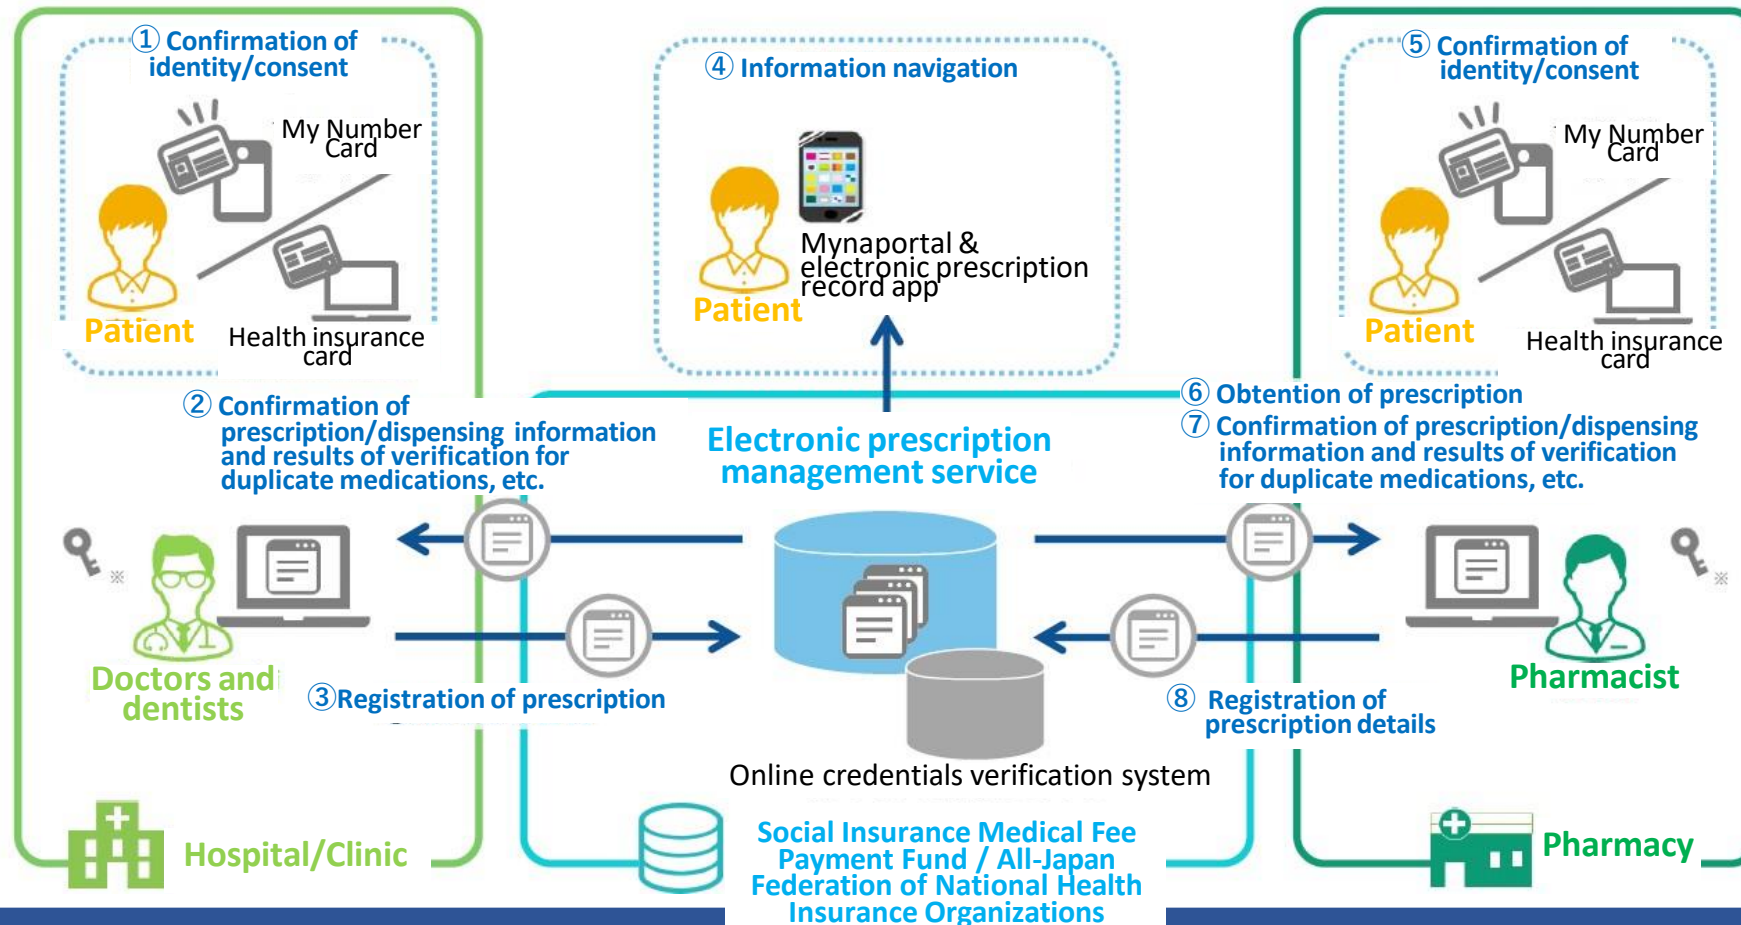 ① Confirmation of
identity/consent
My Number
Card
Patient
Health insurance
card
② Confirmation of
prescription/dispensing information
and results of verification for
duplicate medications, etc.
※
Doctors and
dentists
③Registration of prescription
Hospital/Clinic
④ Information navigation
Mynaportal &
electronic prescription
record app
Patient
Electronic prescription
management service
Online credentials verification system
Social Insurance Medical Fee
Payment Fund / All-Japan
Federation of National Health
Insurance Organizations
⑤ Confirmation of
identity/consent
My Number
Card
Patient
Health insurance
card
⑥ Obtention of prescription
⑦ Confirmation of prescription/dispensing
information and results of verification
for duplicate medications, etc.
※
Pharmacist
⑧ Registration of
prescription details
Pharmacy